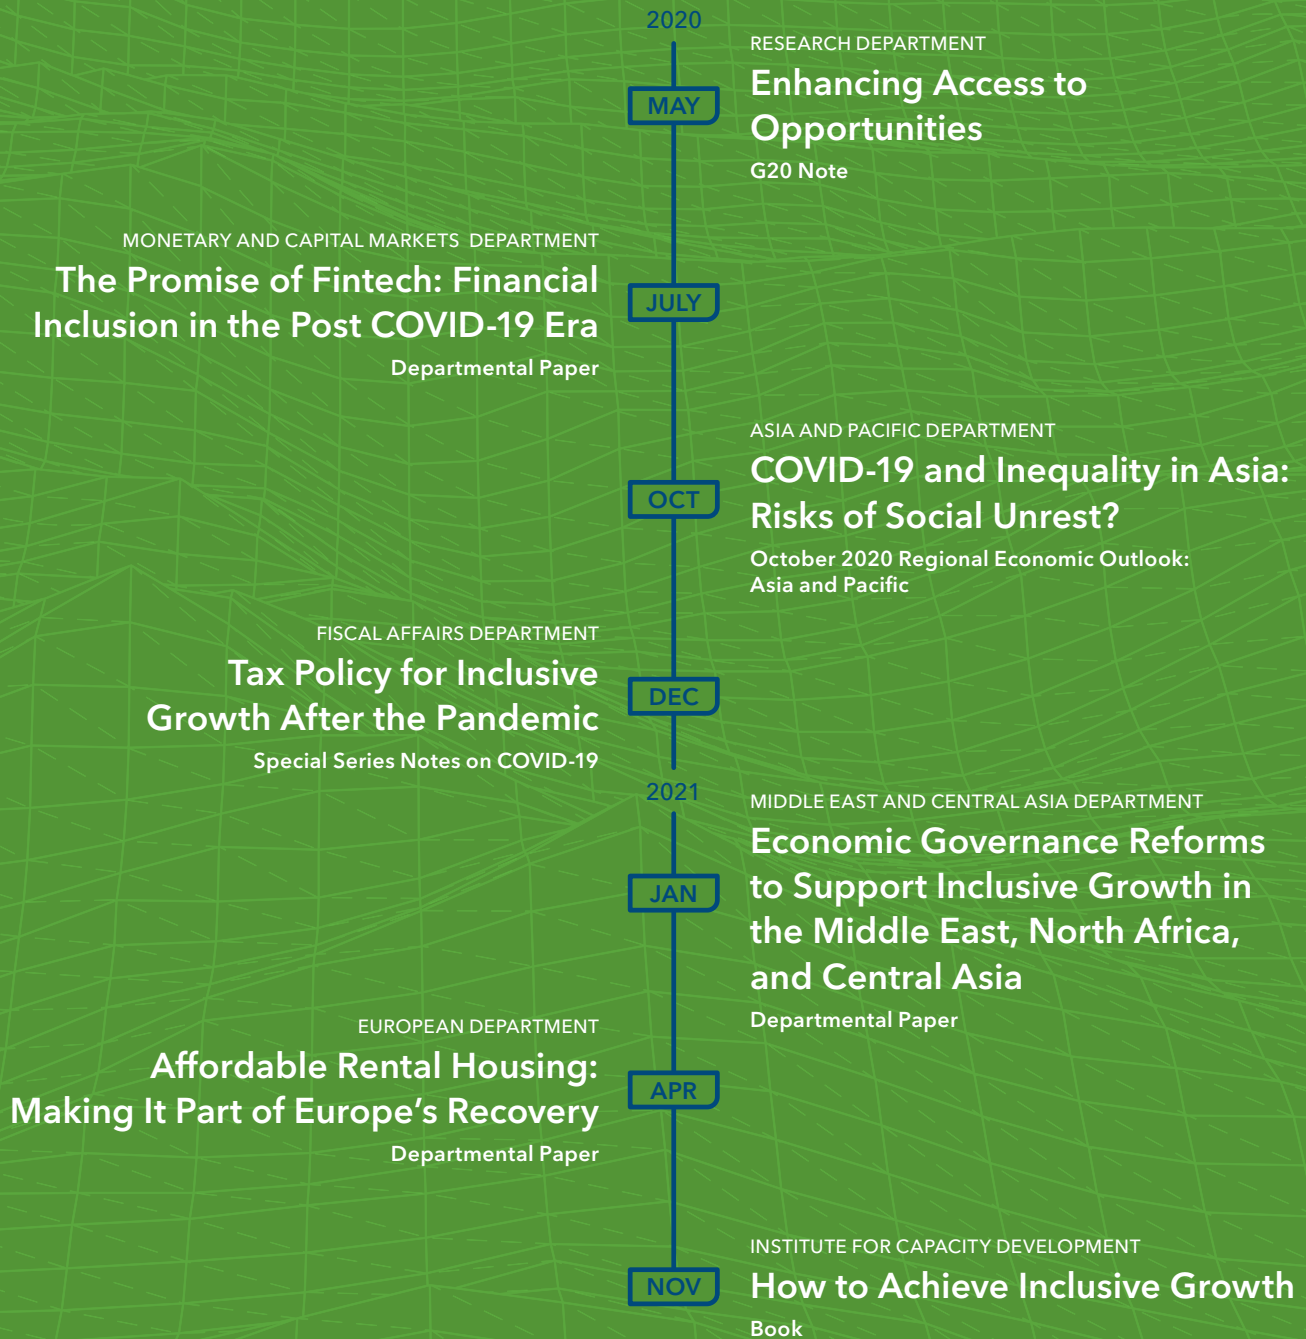 2020
MAY
RESEARCH DEPARTMENT
Enhancing Access to
Opportunities
G20 Note
MONETARY AND CAPITAL MARKETS DEPARTMENT
The Promise of Fintech: Financial
Inclusion in the Post COVID-19 Era
Departmental Paper
JULY
OCT
ASIA AND PACIFIC DEPARTMENT
COVID-19 and Inequality in Asia:
Risks of Social Unrest?
October 2020 Regional Economic Outlook:
Asia and Pacific
FISCAL AFFAIRS DEPARTMENT
Tax Policy for Inclusive
Growth After the Pandemic
Special Series Notes on COVID-19
DEC
2021
JAN
MIDDLE EAST AND CENTRAL ASIA DEPARTMENT
Economic Governance Reforms
to Support Inclusive Growth in
the Middle East, North Africa,
and Central Asia
Departmental Paper
EUROPEAN DEPARTMENT
Affordable Rental Housing:
Making It Part of Europe’s Recovery
Departmental Paper
APR
NOV
INSTITUTE FOR CAPACITY DEVELOPMENT
How to Achieve Inclusive Growth
Book